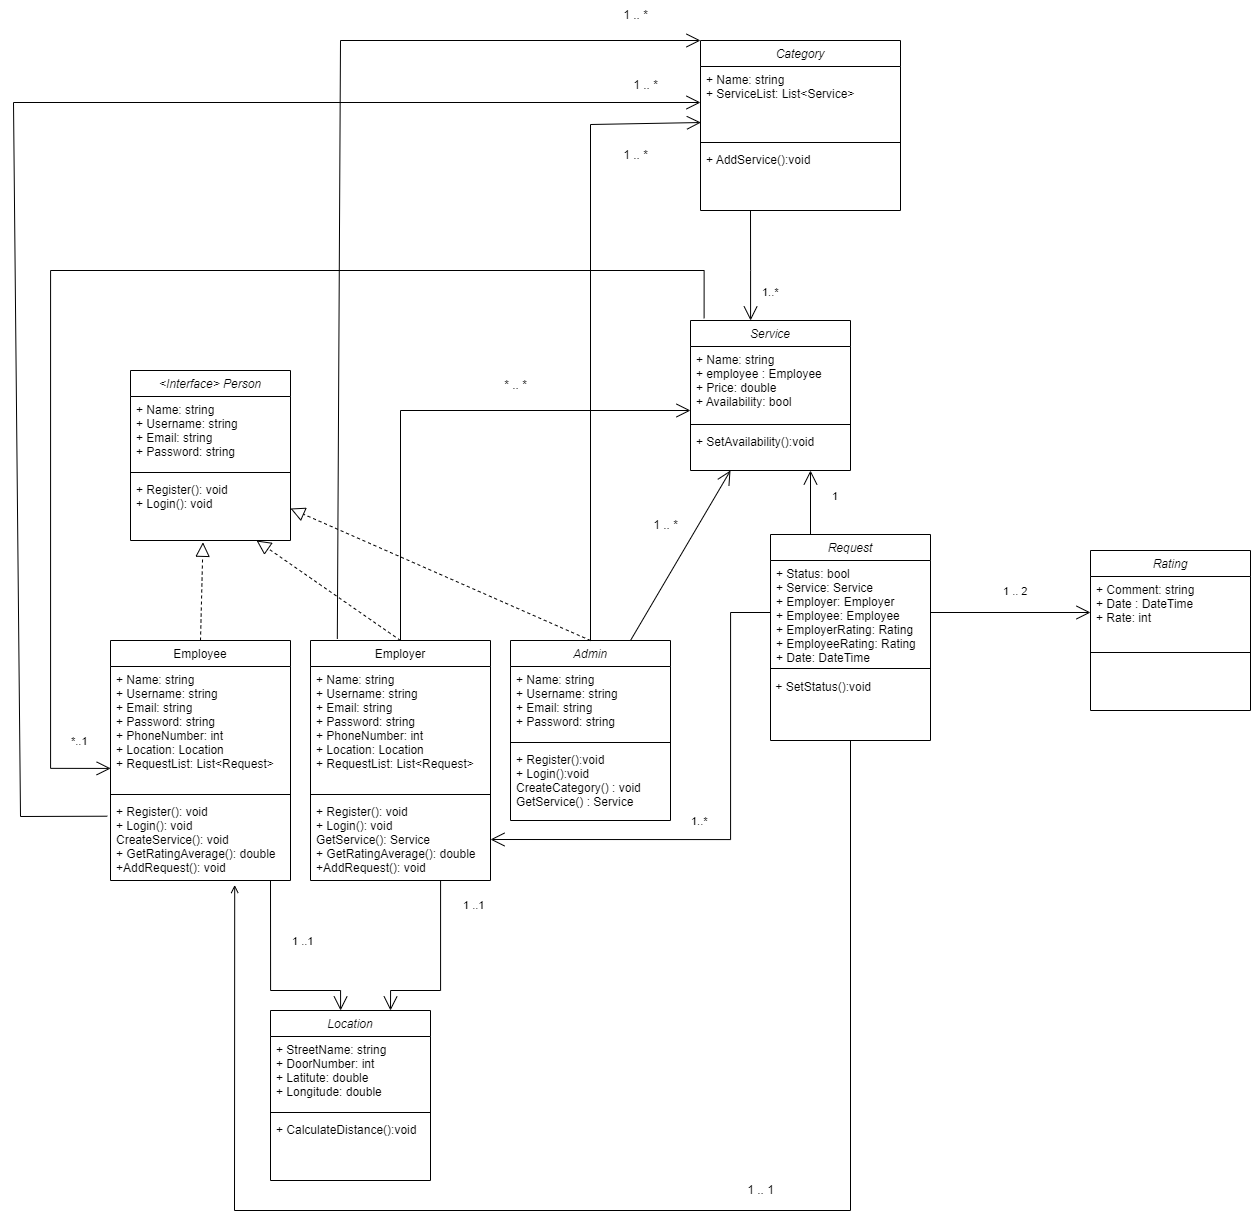 1 .. *
Category
+ Name: string
+ ServiceList: List<Service>
+ AddService():void
1 .. *
1 .. *
1..*
Service
+ Name: string
+ employee : Employee
+ Price: double
+ Availability: bool
+ SetAvailability():void
* .. *
<Interface> Person
+ Name: string
+ Username: string
+ Email: string
+ Password: string
+ Register(): void
+ Login(): void
1 .. *
1
Request
+ Status: bool
+ Service: Service
+ Employer: Employer
+ Employee: Employee
+ EmployerRating: Rating
+ EmployeeRating: Rating
+ Date: DateTime
+ SetStatus():void
1 .. 2
Rating
+ Comment: string
+ Date : DateTime
+ Rate: int
Employee
+ Name: string
+ Username: string
+ Email: string
+ Password: string
+ PhoneNumber: int
+ Location: Location
+ RequestList: List<Request>
+ Register(): void
+ Login(): void
CreateService(): void
+ GetRatingAverage(): double
+AddRequest(): void
Employer
+ Name: string
+ Username: string
+ Email: string
+ Password: string
+ PhoneNumber: int
+ Location: Location
+ RequestList: List<Request>
+ Register(): void
+ Login(): void
GetService(): Service
+ GetRatingAverage(): double
+AddRequest(): void
Admin
+ Name: string
+ Username: string
+ Email: string
+ Password: string
+ Register():void
+ Login():void
CreateCategory() : void
GetService() : Service
*..1
1..*
1 ..1
1 ..1
Location
+ StreetName: string
+ DoorNumber: int
+ Latitute: double
+ Longitude: double
+ CalculateDistance():void
1 .. 1